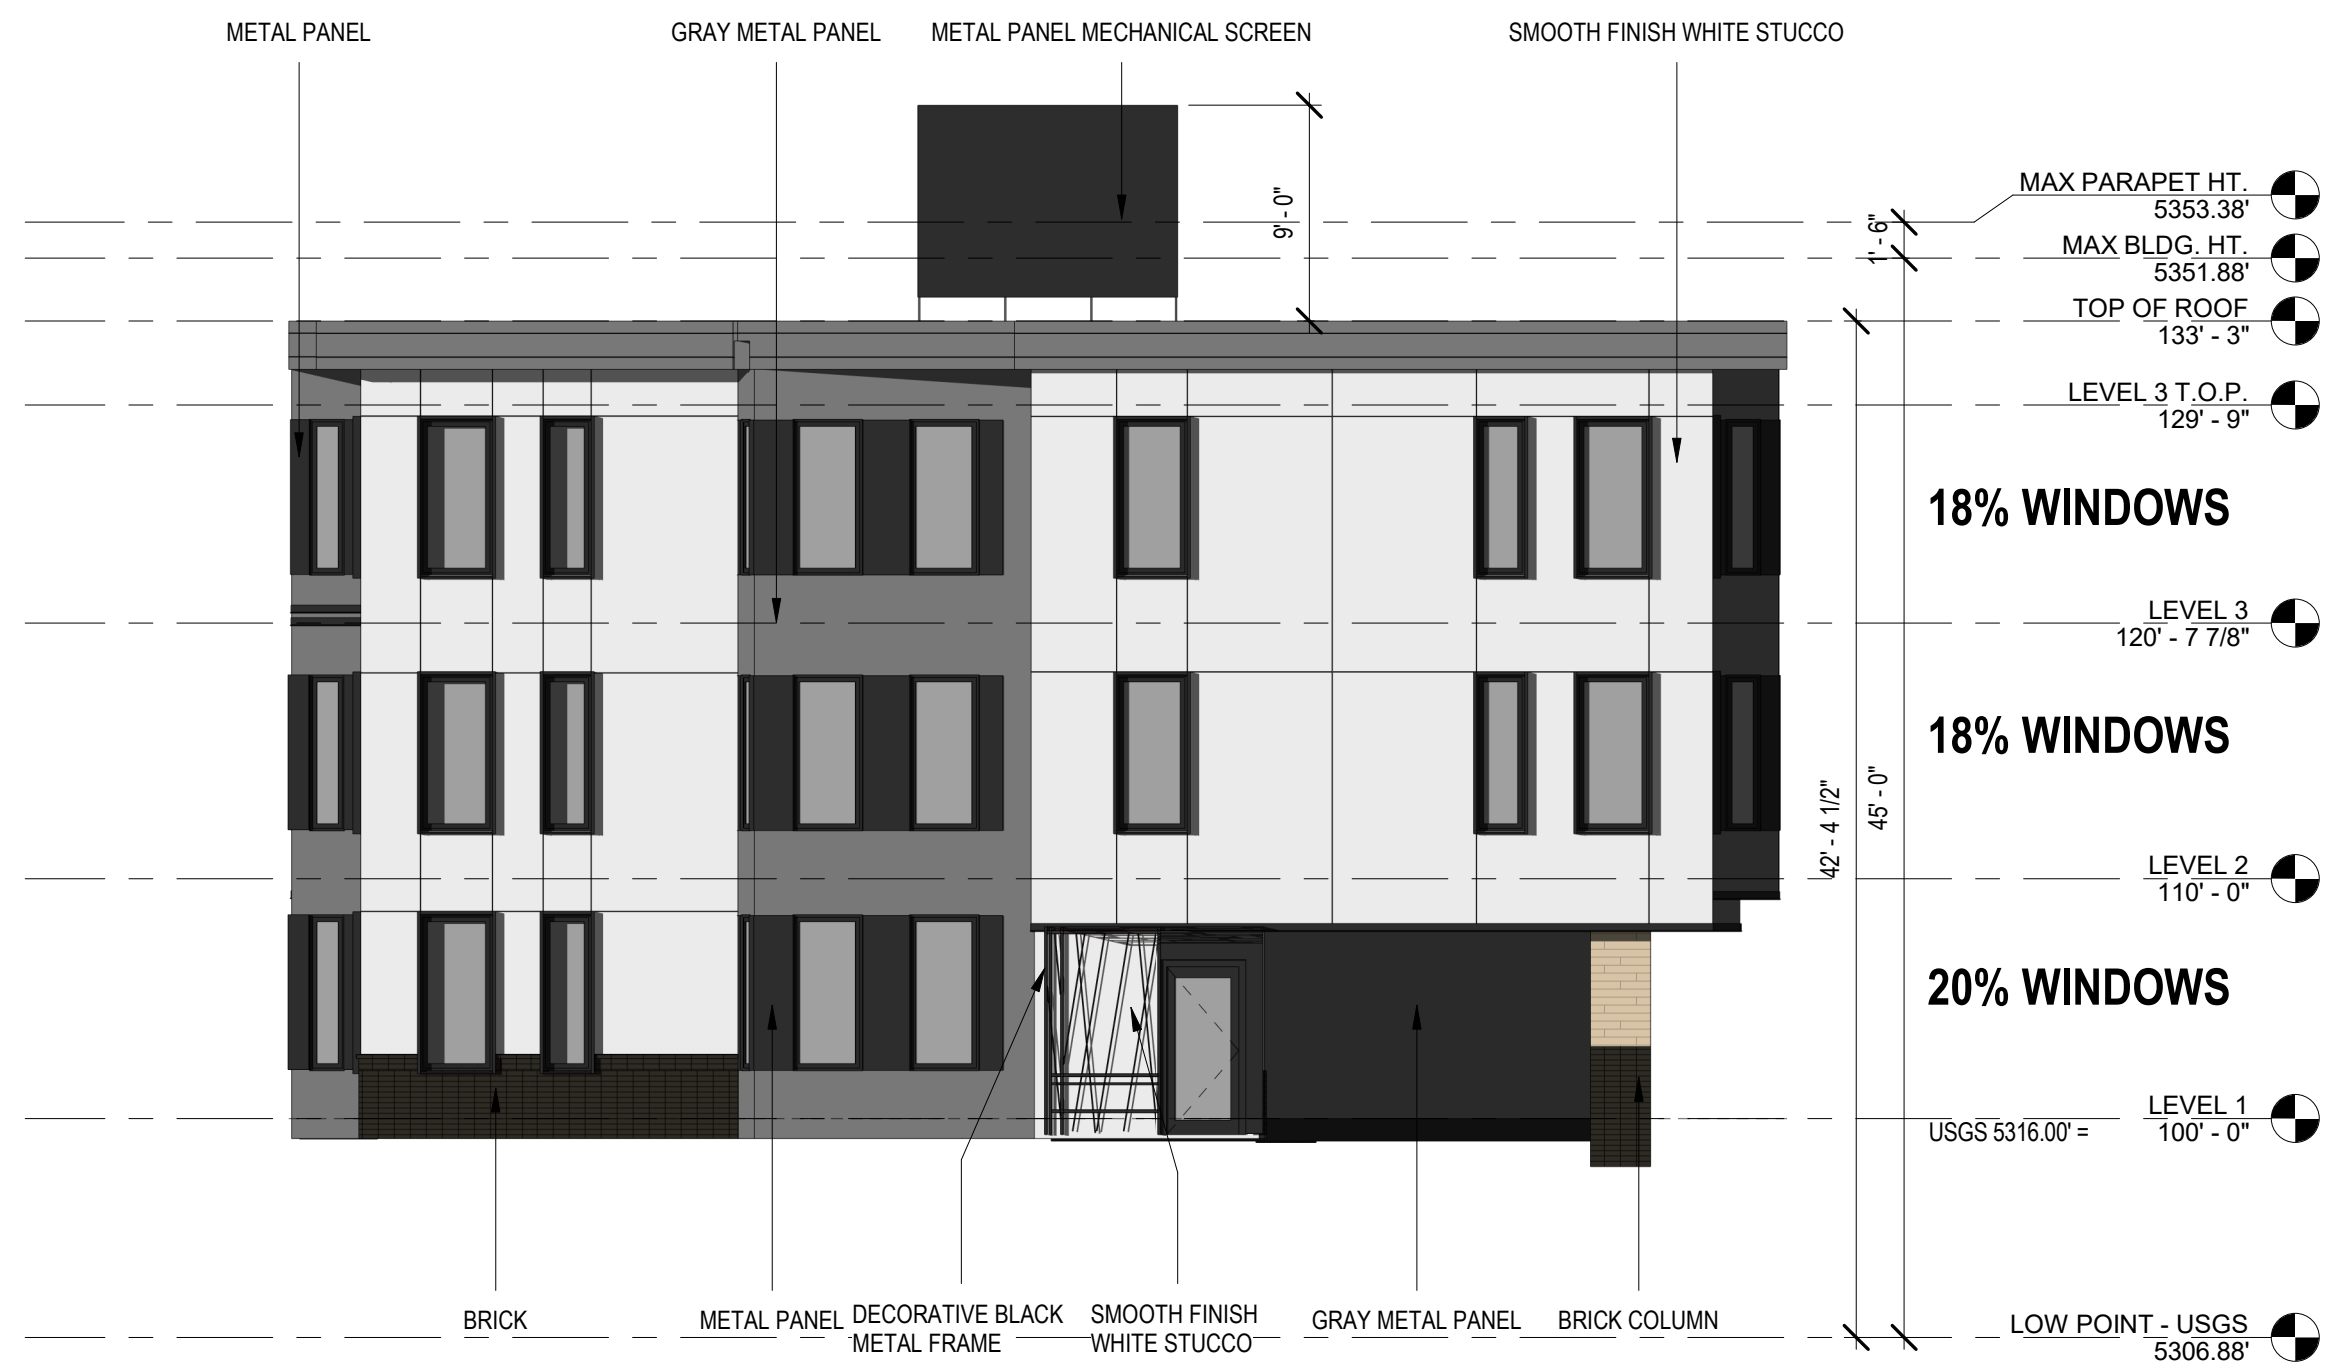 METAL PANEL
GRAY METAL PANEL
METAL PANEL MECHANICAL SCREEN
SMOOTH FINISH WHITE STUCCO
9' - 0"
1' - 6"
MAX PARAPET HT.
5353.38'
MAX BLDG. HT.
5351.88'
TOP OF ROOF
133' - 3"
LEVEL 3 T.O.P.
129' - 9"
18% WINDOWS
LEVEL 3
120' - 7 7/8"
18% WINDOWS
42' - 4 1/2"
45' - 0"
LEVEL 2
110' - 0"
20% WINDOWS
LEVEL 1
USGS 5316.00' = 100' - 0"
BRICK
METAL PANEL
DECORATIVE BLACK
METAL FRAME
SMOOTH FINISH
WHITE STUCCO
GRAY METAL PANEL
BRICK COLUMN
LOW POINT - USGS
5306.88'